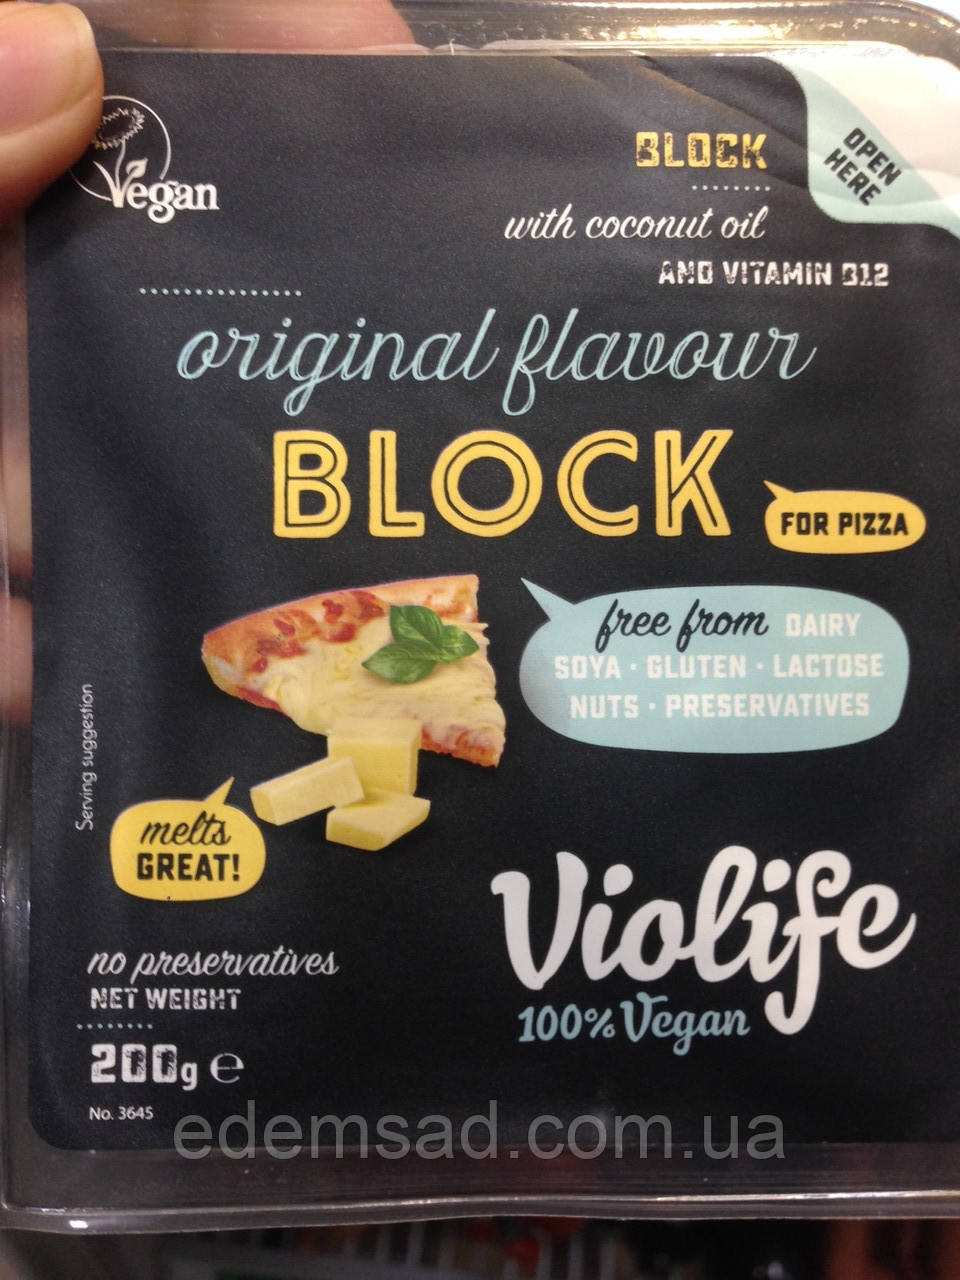 Vegan
BLOCK
with coconut oil
AND VITAMIN B12
OPEN
HERE
original flavour
BLOCK
FOR PIZZA
free from DAIRY
SOYA · GLUTEN · LACTOSE
NUTS · PRESERVATIVES
Serving suggestion
melts
GREAT!
Violife
100% Vegan
no preservatives
NET WEIGHT
200g e
No. 3645
edemsad.com.ua